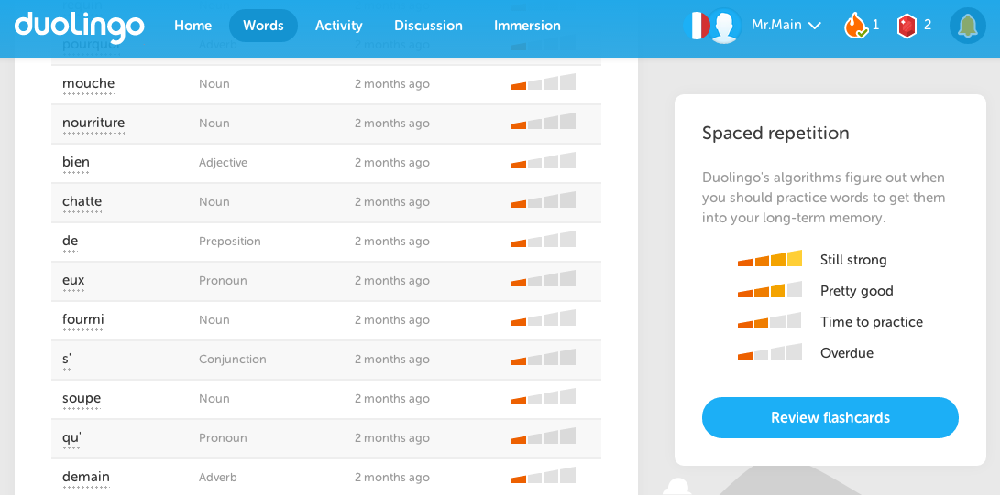 duolingo Home Words Activity Discussion Immersion Mr.Main 1 2
pourquoi Adverb
mouche Noun 2 months ago
nourriture Noun 2 months ago
bien Adjective 2 months ago
chatte Noun 2 months ago
de Preposition 2 months ago
eux Pronoun 2 months ago
fourmi Noun 2 months ago
s' Conjunction 2 months ago
soupe Noun 2 months ago
qu' Pronoun 2 months ago
demain Adverb 2 months ago
Spaced repetition
Duolingo's algorithms figure out when
you should practice words to get them
into your long-term memory.
Still strong
Pretty good
Time to practice
Overdue
Review flashcards